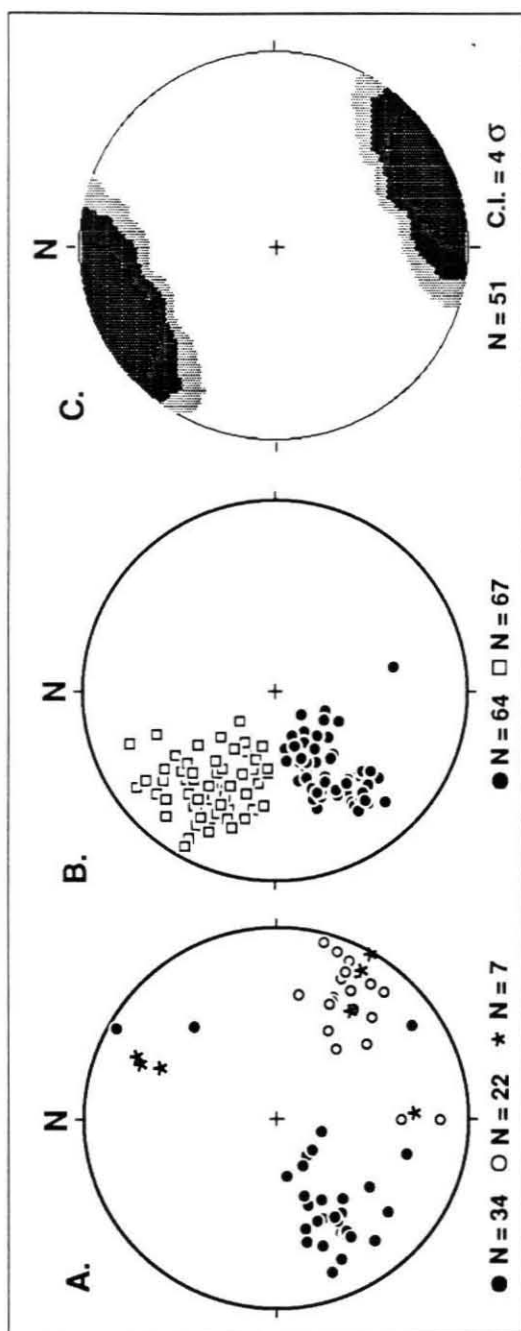 A.
N
● N = 34 ○ N = 22 ★ N = 7
B.
N
● N = 64 □ N = 67
C.
N
N = 51 C.I. = 4 σ